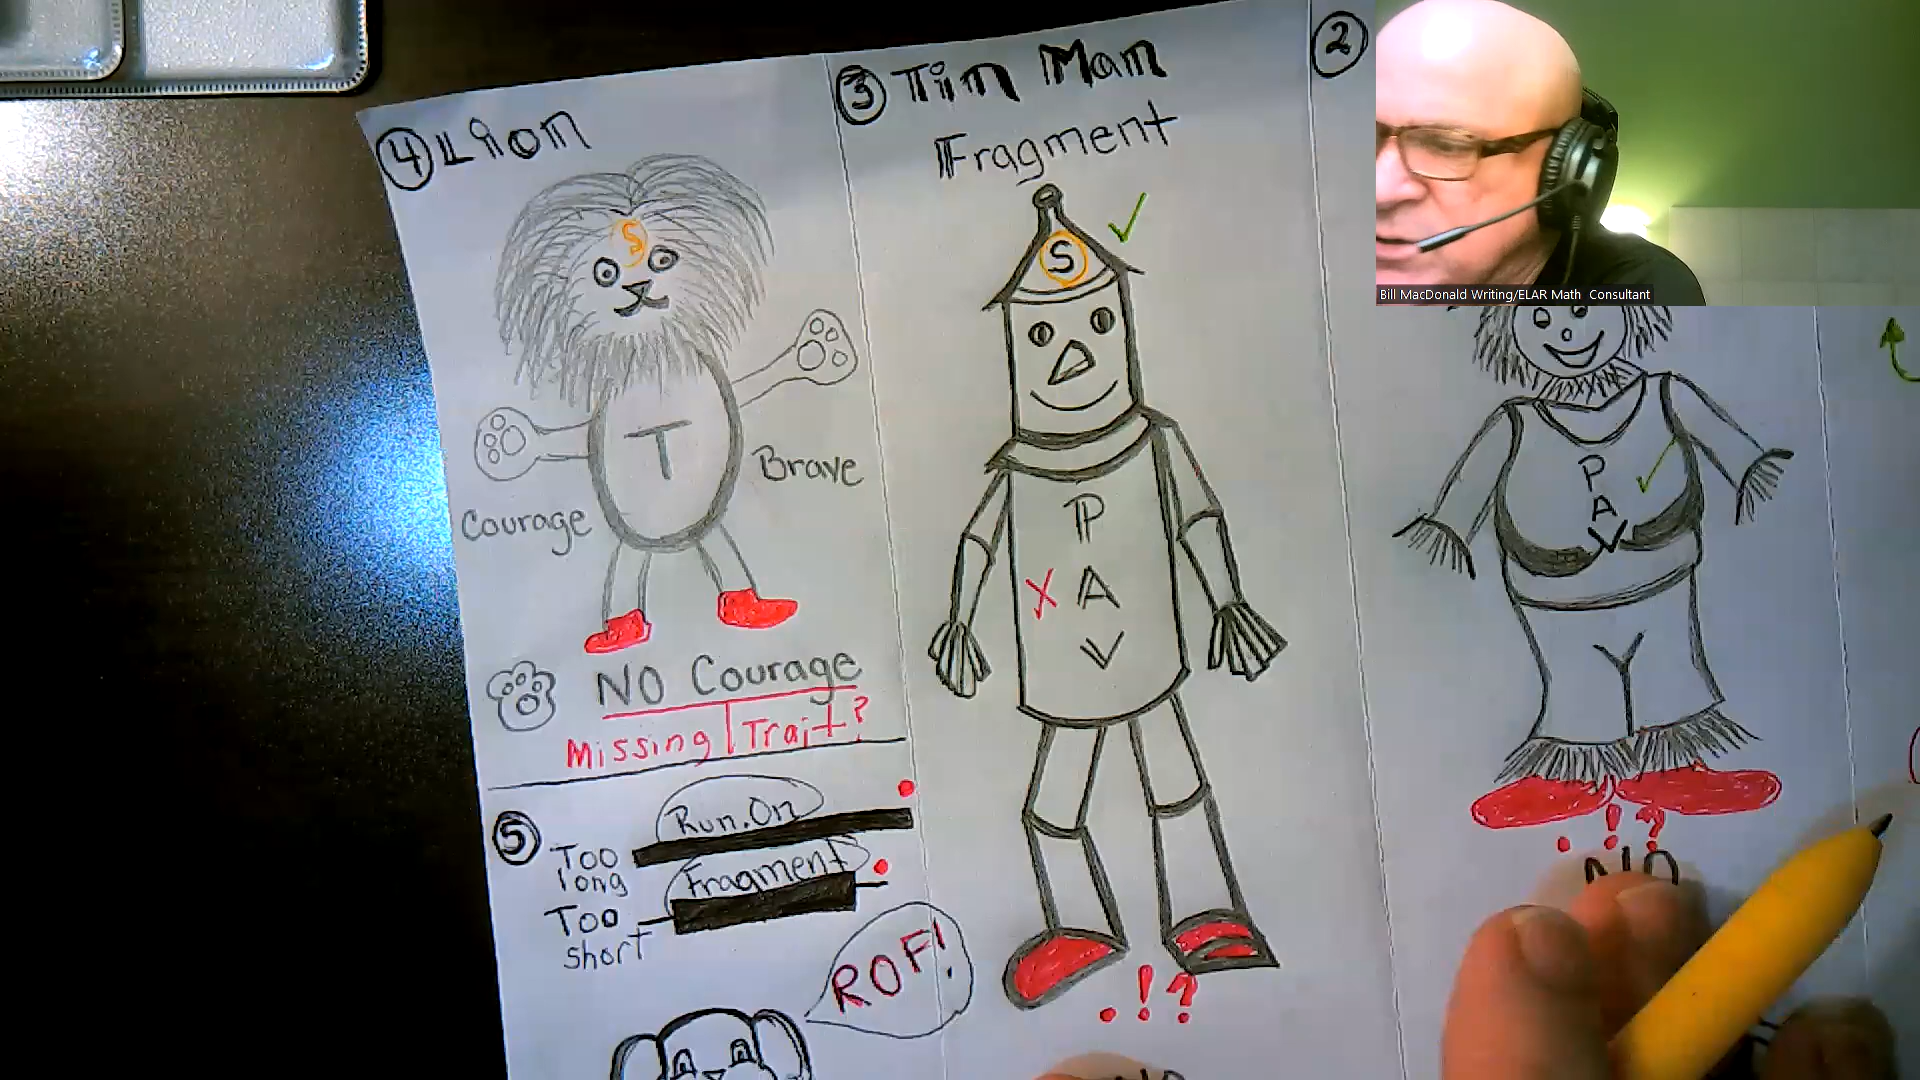 ④ Lion
S
T
Courage
Brave
NO Courage
Missing Trait?
⑤
Run.On
Too long
Fragment
Too short
ROF!
③ Tin Man
Fragment
S
P
X A
V
. ! ?
②
P
A
V
. ! ?
NO
Bill MacDonald Writing/ELAR Math Consultant